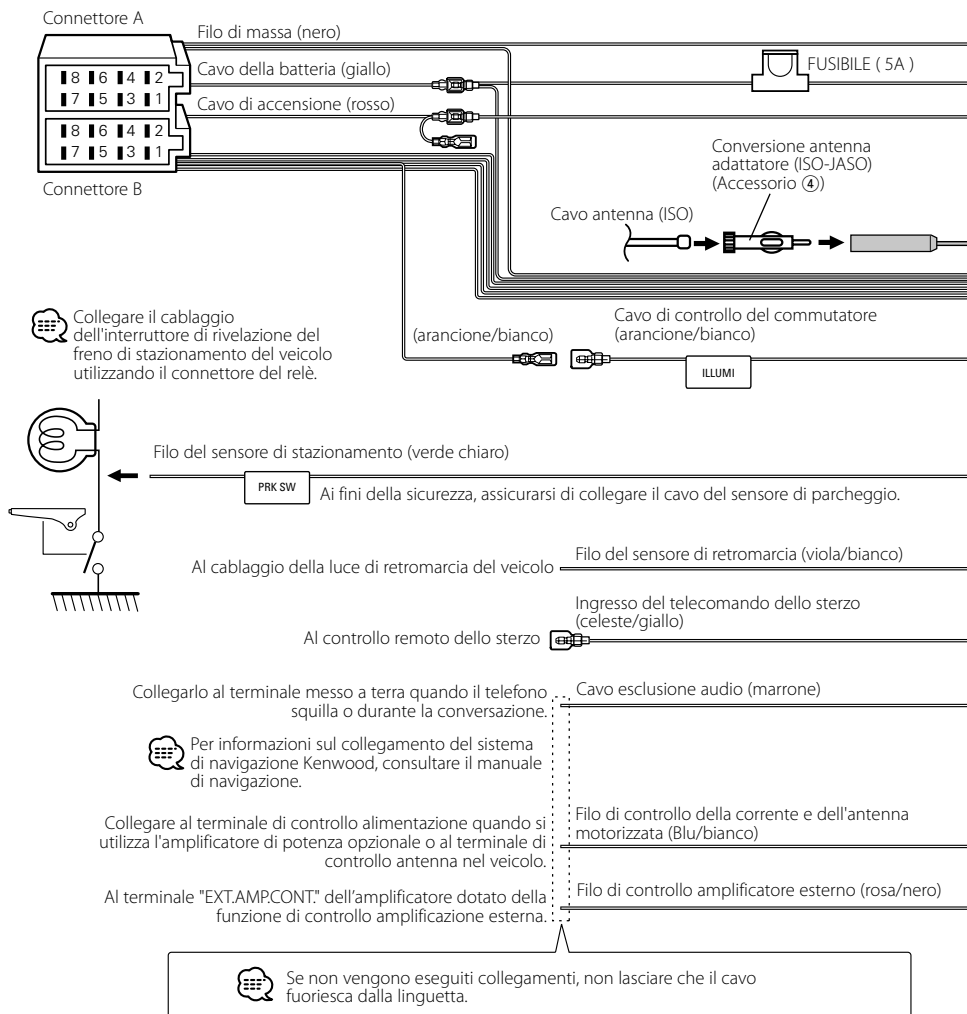 Connettore A
Filo di massa (nero)
FUSIBILE ( 5A )
Cavo della batteria (giallo)
8 6 4 2
7 5 3 1
Cavo di accensione (rosso)
8 6 4 2
7 5 3 1
Connettore B
Conversione antenna
adattatore (ISO-JASO)
(Accessorio ④)
Cavo antenna (ISO)
Collegare il cablaggio
dell'interruttore di rivelazione del
freno di stazionamento del veicolo
utilizzando il connettore del relè.
(arancione/bianco)
Cavo di controllo del commutatore
(arancione/bianco)
ILLUMI
Filo del sensore di stazionamento (verde chiaro)
PRK SW
Ai fini della sicurezza, assicurarsi di collegare il cavo del sensore di parcheggio.
Al cablaggio della luce di retromarcia del veicolo
Filo del sensore di retromarcia (viola/bianco)
Ingresso del telecomando dello sterzo
(celeste/giallo)
Al controllo remoto dello sterzo
Collegarlo al terminale messo a terra quando il telefono
squilla o durante la conversazione.
Cavo esclusione audio (marrone)
Per informazioni sul collegamento del sistema
di navigazione Kenwood, consultare il manuale
di navigazione.
Collegare al terminale di controllo alimentazione quando si
utilizza l'amplificatore di potenza opzionale o al terminale di
controllo antenna nel veicolo.
Filo di controllo della corrente e dell'antenna
motorizzata (Blu/bianco)
Al terminale "EXT.AMP.CONT." dell'amplificatore dotato della
funzione di controllo amplificazione esterna.
Filo di controllo amplificatore esterno (rosa/nero)
Se non vengono eseguiti collegamenti, non lasciare che il cavo
fuoriesca dalla linguetta.